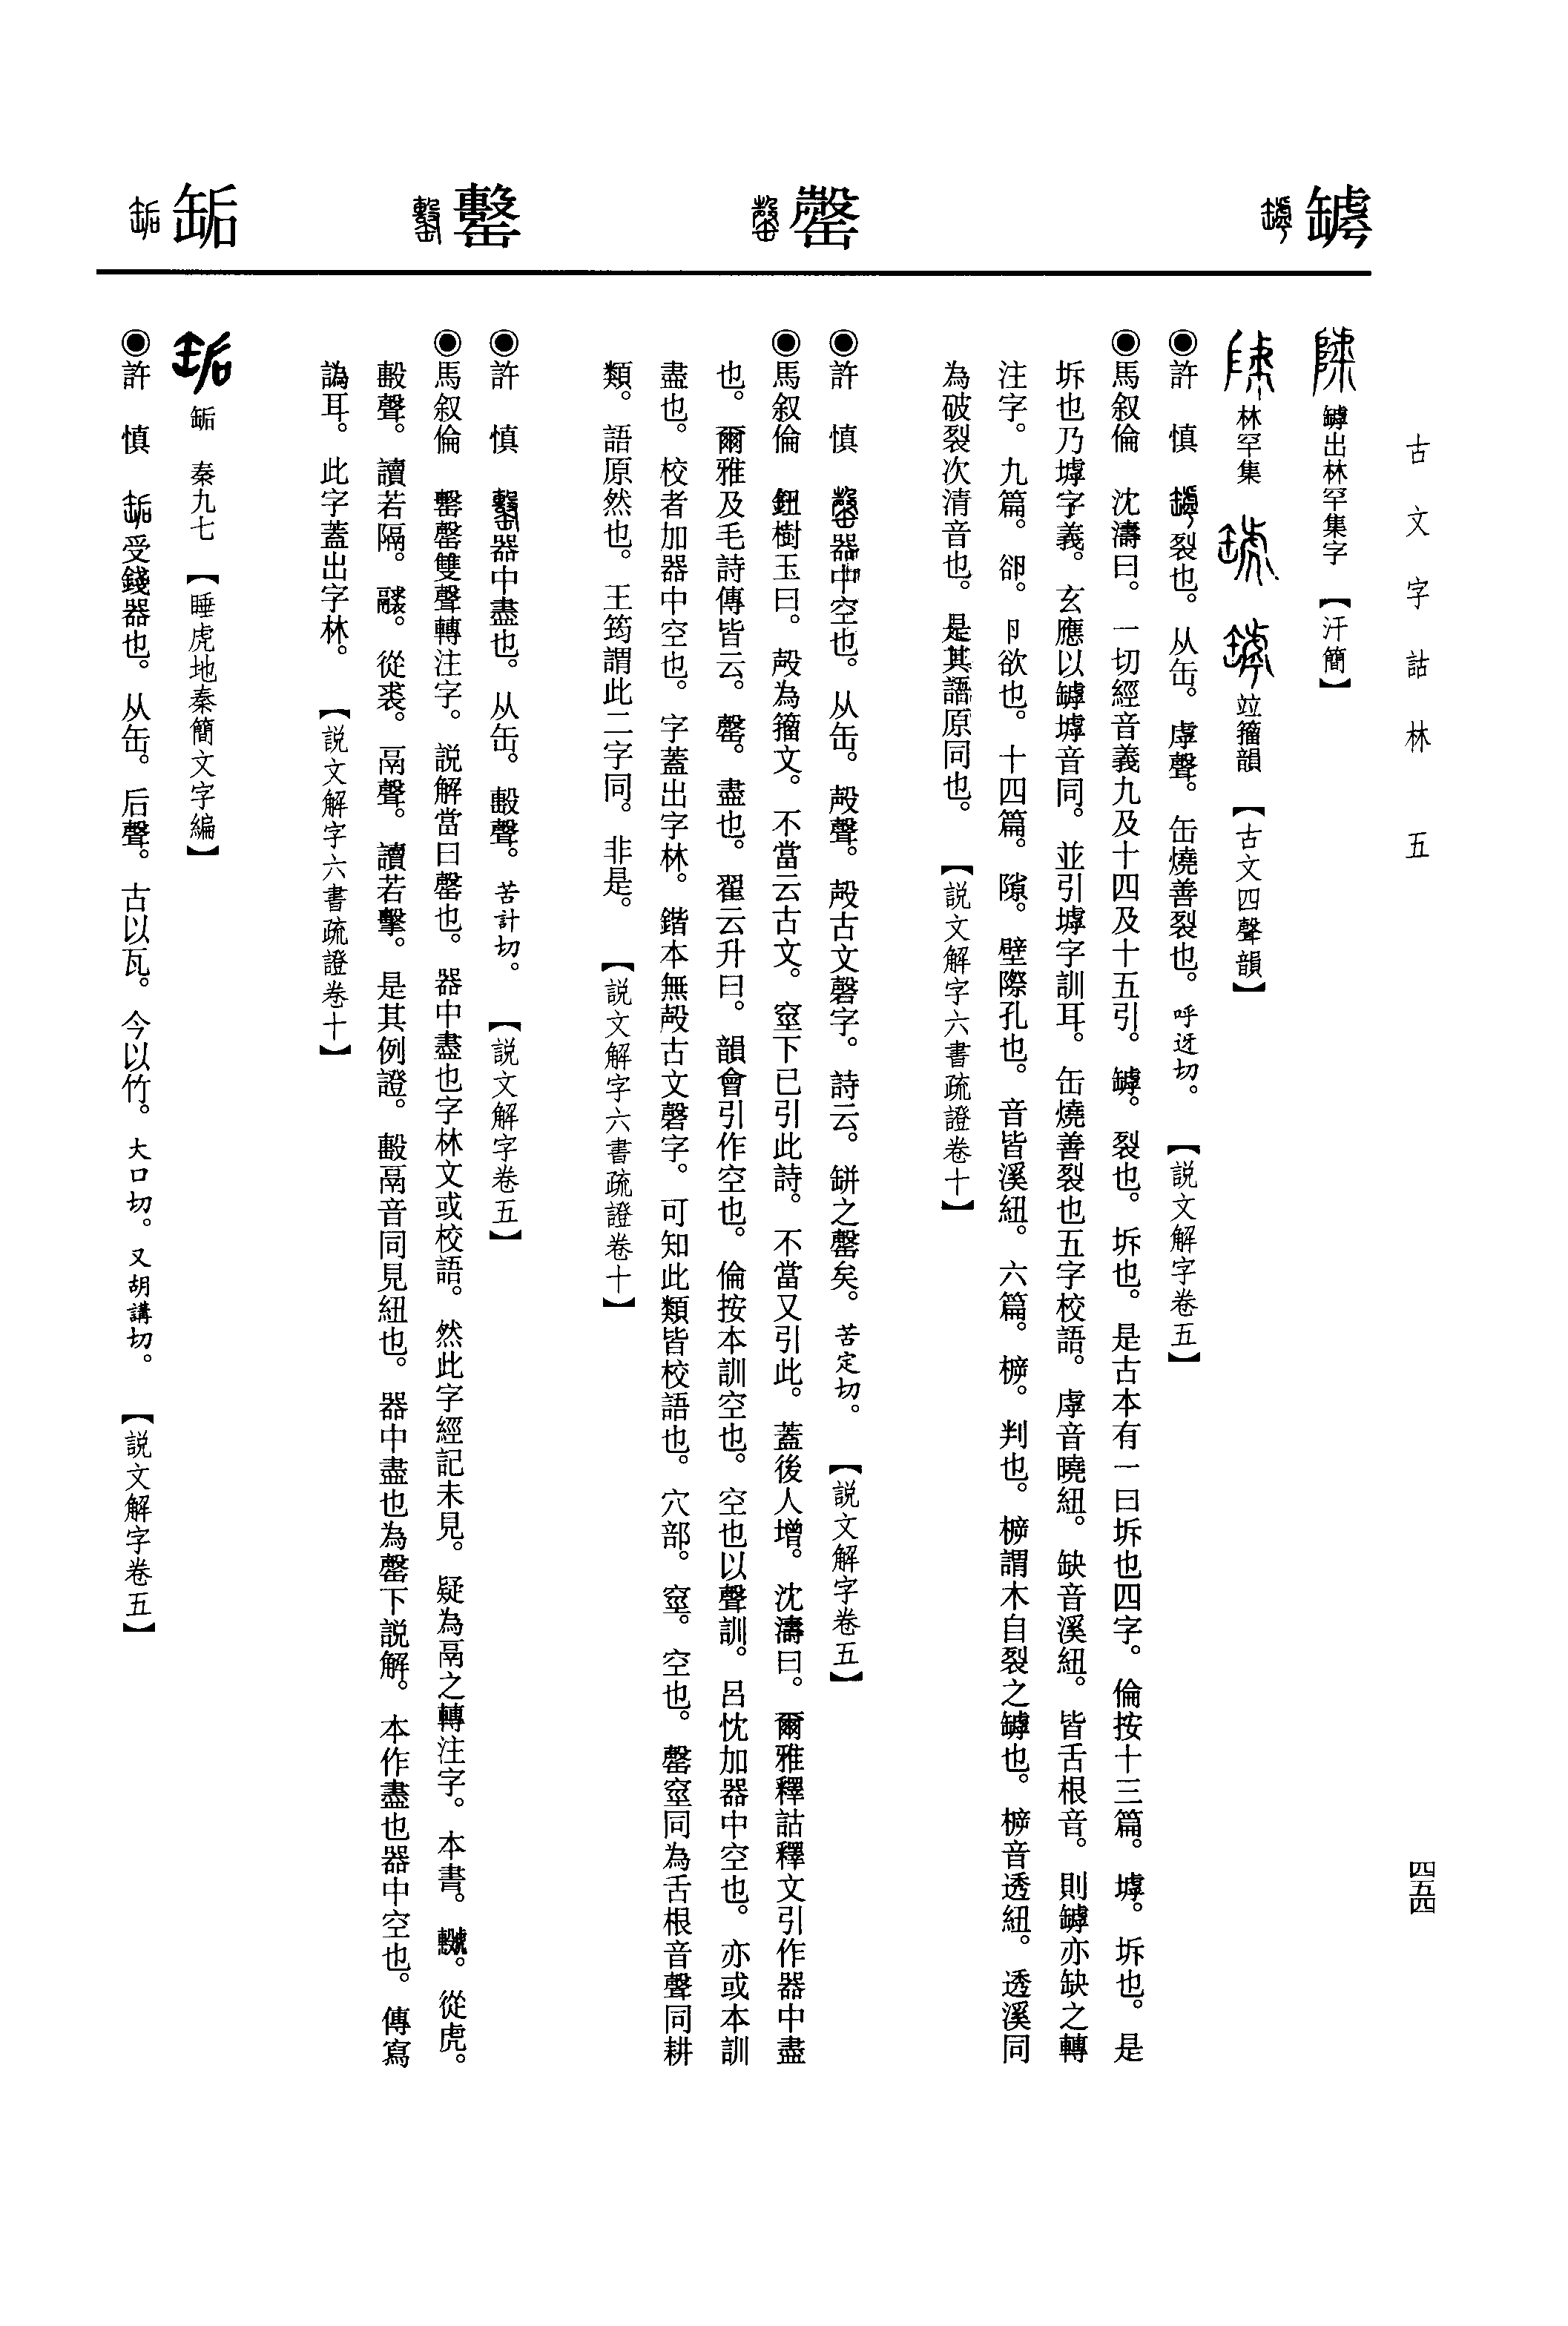 古文字詁林　五
四五四
罅
罅出林罕集字　【汗簡】
林罕集　竝籀韻　【古文四聲韻】
◉許　慎　裂也。从缶。虖聲。缶燒善裂也。呼迓切。【説文解字卷五】
◉馬叙倫　沈濤曰。一切經音義九及十四及十五引。罅。裂也。坼也。是古本有一曰坼也四字。倫按十三篇。㙤。坼也。是
坼也乃㙤字義。玄應以罅㙤音同。並引㙤字訓耳。缶燒善裂也五字校語。虖音曉紐。缺音溪紐。皆舌根音。則罅亦缺之轉
注字。九篇。卻。卪欲也。十四篇。隙。壁際孔也。音皆溪紐。六篇。㭊。判也。㭊謂木自裂之罅也。㭊音透紐。透溪同
為破裂次清音也。是其語原同也。【説文解字六書疏證卷十】
罄
◉許　慎　器中空也。从缶。殸聲。殸古文磬字。詩云。缾之罄矣。苦定切。【説文解字卷五】
◉馬叙倫　鈕樹玉曰。殸為籀文。不當云古文。窒下已引此詩。不當又引此。蓋後人增。沈濤曰。爾雅釋詁釋文引作器中盡
也。爾雅及毛詩傳皆云。罄。盡也。翟云升曰。韻會引作空也。倫按本訓空也。空也以聲訓。呂忱加器中空也。亦或本訓
盡也。校者加器中空也。字蓋出字林。鍇本無殸古文磬字。可知此類皆校語也。穴部。窒。空也。罄窒同為舌根音聲同耕
類。語原然也。王筠謂此二字同。非是。【説文解字六書疏證卷十】
罊
◉許　慎　器中盡也。从缶。毄聲。苦計切。【説文解字卷五】
◉馬叙倫　罊罄雙聲轉注字。説解當曰罄也。器中盡也字林文或校語。然此字經記未見。疑為鬲之轉注字。本書。從虎。
毄聲。讀若隔。從裘。鬲聲。讀若擊。是其例證。毄鬲音同見紐也。器中盡也為罄下説解。本作盡也器中空也。傳寫
譌耳。此字蓋出字林。【説文解字六書疏證卷十】
缿
缿　秦九七　【睡虎地秦簡文字編】
◉許　慎　受錢器也。从缶。后聲。古以瓦。今以竹。大口切。又胡講切。【説文解字卷五】